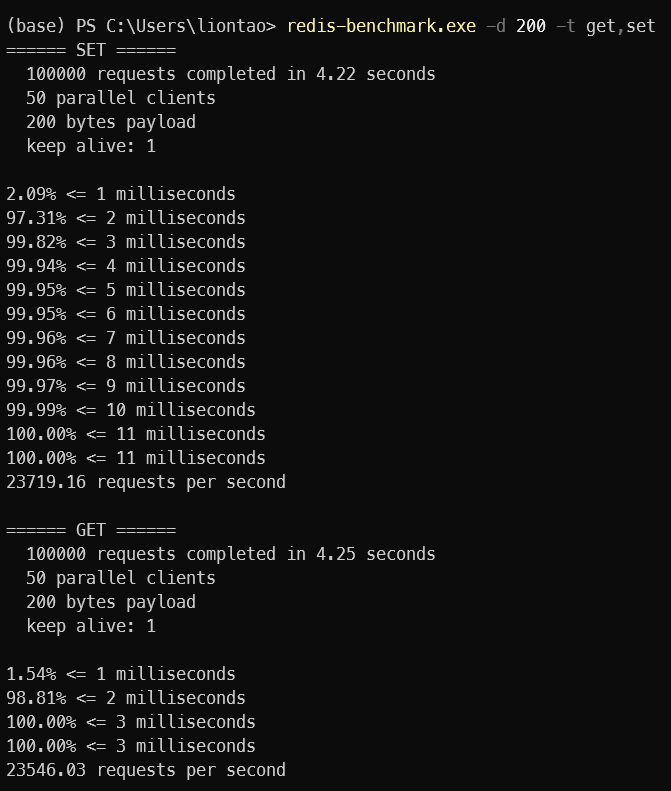 (base) PS C:\Users\liontao> redis-benchmark.exe -d 200 -t get,set
====== SET ======
  100000 requests completed in 4.22 seconds
  50 parallel clients
  200 bytes payload
  keep alive: 1

2.09% <= 1 milliseconds
97.31% <= 2 milliseconds
99.82% <= 3 milliseconds
99.94% <= 4 milliseconds
99.95% <= 5 milliseconds
99.95% <= 6 milliseconds
99.96% <= 7 milliseconds
99.96% <= 8 milliseconds
99.97% <= 9 milliseconds
99.99% <= 10 milliseconds
100.00% <= 11 milliseconds
100.00% <= 11 milliseconds
23719.16 requests per second

====== GET ======
  100000 requests completed in 4.25 seconds
  50 parallel clients
  200 bytes payload
  keep alive: 1

1.54% <= 1 milliseconds
98.81% <= 2 milliseconds
100.00% <= 3 milliseconds
100.00% <= 3 milliseconds
23546.03 requests per second